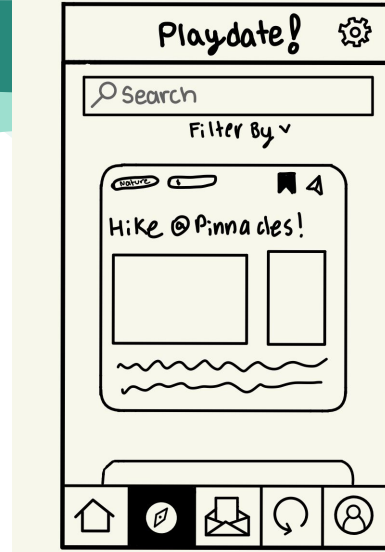 Playdate!
Search
Filter By
Nature $
Hike @ Pinnacles!